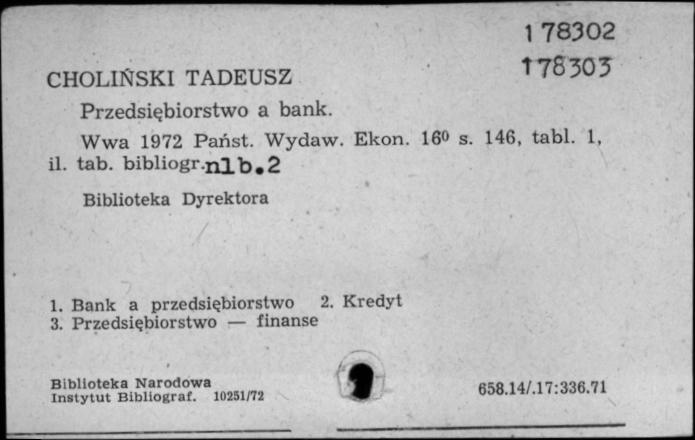 178302
178303
CHOLIŃSKI TADEUSZ
Przedsiębiorstwo a bank.
Wwa 1972 Państ. Wydaw. Ekon. 16⁰ s. 146, tabl. 1,
il. tab. bibliogr. nlb.2
Biblioteka Dyrektora
1. Bank a przedsiębiorstwo 2. Kredyt
3. Przedsiębiorstwo — finanse
Biblioteka Narodowa
Instytut Bibliograf. 10251/72
658.14/.17:336.71